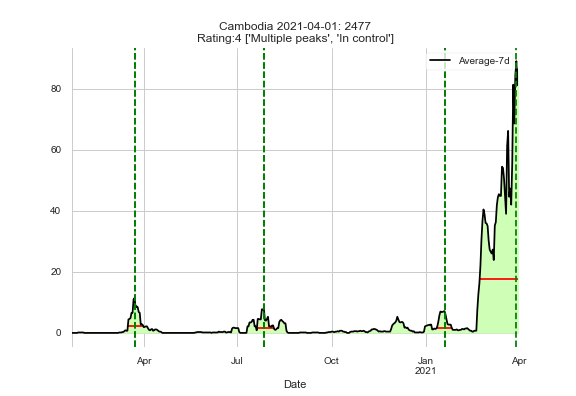 Cambodia 2021-04-01: 2477
Rating:4 ['Multiple peaks', 'In control']
Average-7d
80
60
40
20
0
Apr
Jul
Oct
Jan
2021
Apr
Date